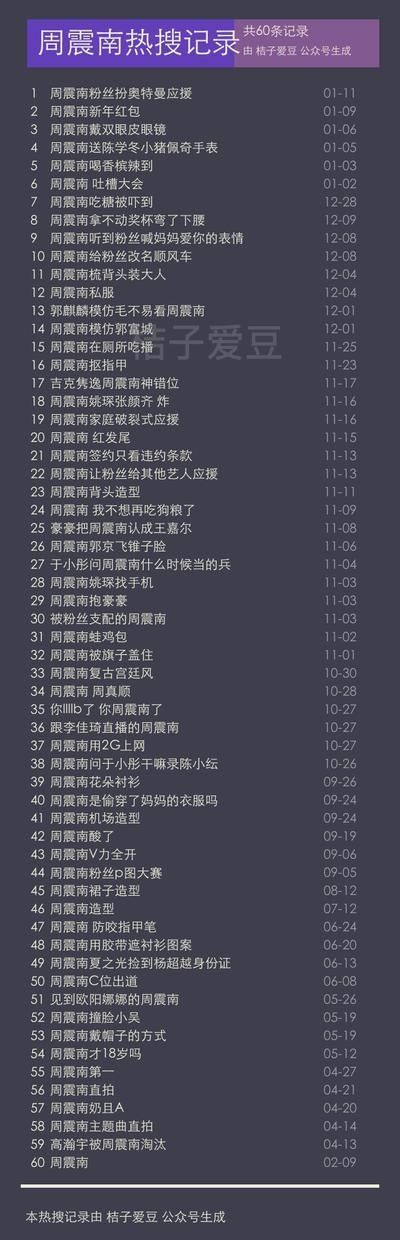 周震南热搜记录
共60条记录
由 桔子爱豆 公众号生成
1 周震南粉丝扮奥特曼应援 01-11
2 周震南新年红包 01-09
3 周震南戴双眼皮眼镜 01-06
4 周震南送陈学冬小猪佩奇手表 01-05
5 周震南喝香槟辣到 01-03
6 周震南 吐槽大会 01-02
7 周震南吃糖被吓到 12-28
8 周震南拿不动奖杯弯了下腰 12-09
9 周震南听到粉丝喊妈妈爱你的表情 12-08
10 周震南给粉丝改名顺风车 12-08
11 周震南梳背头装大人 12-04
12 周震南私服 12-04
13 郭麒麟模仿毛不易看周震南 12-01
14 周震南模仿郭富城 12-01
15 周震南在厕所吃播 11-25
16 周震南抠指甲 11-23
17 吉克隽逸周震南神错位 11-17
18 周震南姚琛张颜齐 炸 11-16
19 周震南家庭破裂式应援 11-16
20 周震南 红发尾 11-15
21 周震南签约只看违约条款 11-13
22 周震南让粉丝给其他艺人应援 11-13
23 周震南背头造型 11-11
24 周震南 我不想再吃狗粮了 11-09
25 豪豪把周震南认成王嘉尔 11-08
26 周震南郭京飞锥子脸 11-06
27 于小彤问周震南什么时候当的兵 11-04
28 周震南姚琛找手机 11-03
29 周震南抱豪豪 11-03
30 被粉丝支配的周震南 11-03
31 周震南蛙鸡包 11-02
32 周震南被旗子盖住 11-01
33 周震南复古宫廷风 10-30
34 周震南 周真顺 10-28
35 你llllb了 你周震南了 10-27
36 跟李佳琦直播的周震南 10-27
37 周震南用2G上网 10-27
38 周震南问于小彤干嘛录陈小纭 10-26
39 周震南花朵衬衫 09-26
40 周震南是偷穿了妈妈的衣服吗 09-24
41 周震南机场造型 09-24
42 周震南酸了 09-19
43 周震南V力全开 09-06
44 周震南粉丝p图大赛 09-05
45 周震南裙子造型 08-12
46 周震南造型 07-12
47 周震南 防咬指甲笔 06-24
48 周震南用胶带遮衬衫图案 06-20
49 周震南夏之光捡到杨超越身份证 06-13
50 周震南C位出道 06-08
51 见到欧阳娜娜的周震南 05-26
52 周震南撞脸小吴 05-19
53 周震南戴帽子的方式 05-19
54 周震南才18岁吗 05-12
55 周震南第一 04-27
56 周震南直拍 04-21
57 周震南奶且A 04-20
58 周震南主题曲直拍 04-14
59 高瀚宇被周震南淘汰 04-13
60 周震南 02-09
桔子爱豆
本热搜记录由 桔子爱豆 公众号生成